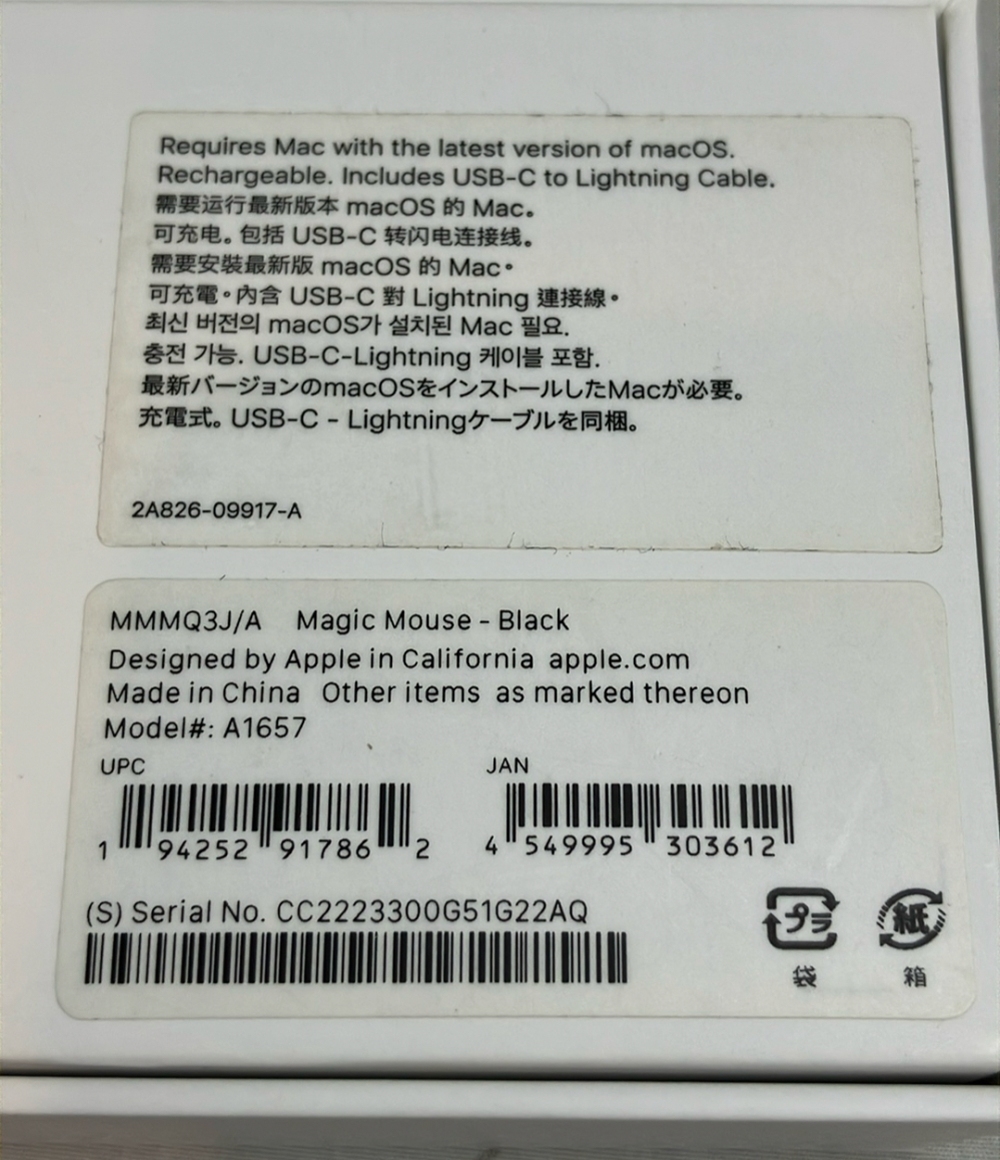 Requires Mac with the latest version of macOS.
Rechargeable. Includes USB-C to Lightning Cable.
需要运行最新版本 macOS 的 Mac。
可充电。包括 USB-C 转闪电连接线。
需要安裝最新版 macOS 的 Mac。
可充電。內含 USB-C 對 Lightning 連接線。
최신 버전의 macOS가 설치된 Mac 필요.
충전 가능. USB-C-Lightning 케이블 포함.
最新バージョンのmacOSをインストールしたMacが必要。
充電式。USB-C - Lightningケーブルを同梱。
2A826-09917-A
MMMQ3J/A Magic Mouse - Black
Designed by Apple in California apple.com
Made in China Other items as marked thereon
Model#: A1657
UPC JAN
1 94252 91786 2 4 549995 303612
(S) Serial No. CC2223300G51G22AQ
プラ 紙
袋 箱